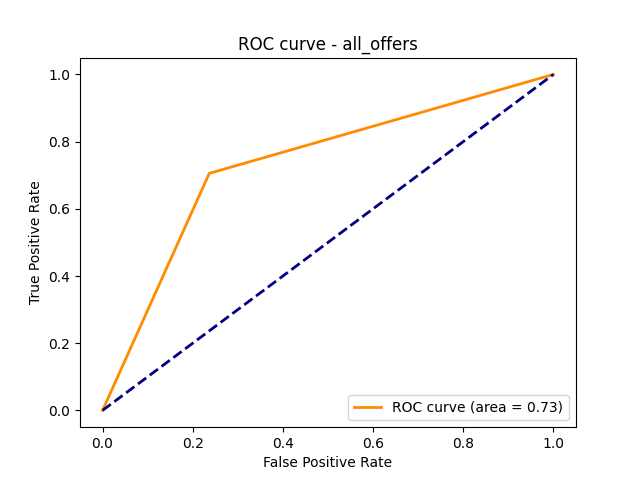 ROC curve - all_offers
1.0
0.8
0.6
0.4
0.2
0.0
True Positive Rate
ROC curve (area = 0.73)
0.0 0.2 0.4 0.6 0.8 1.0
False Positive Rate